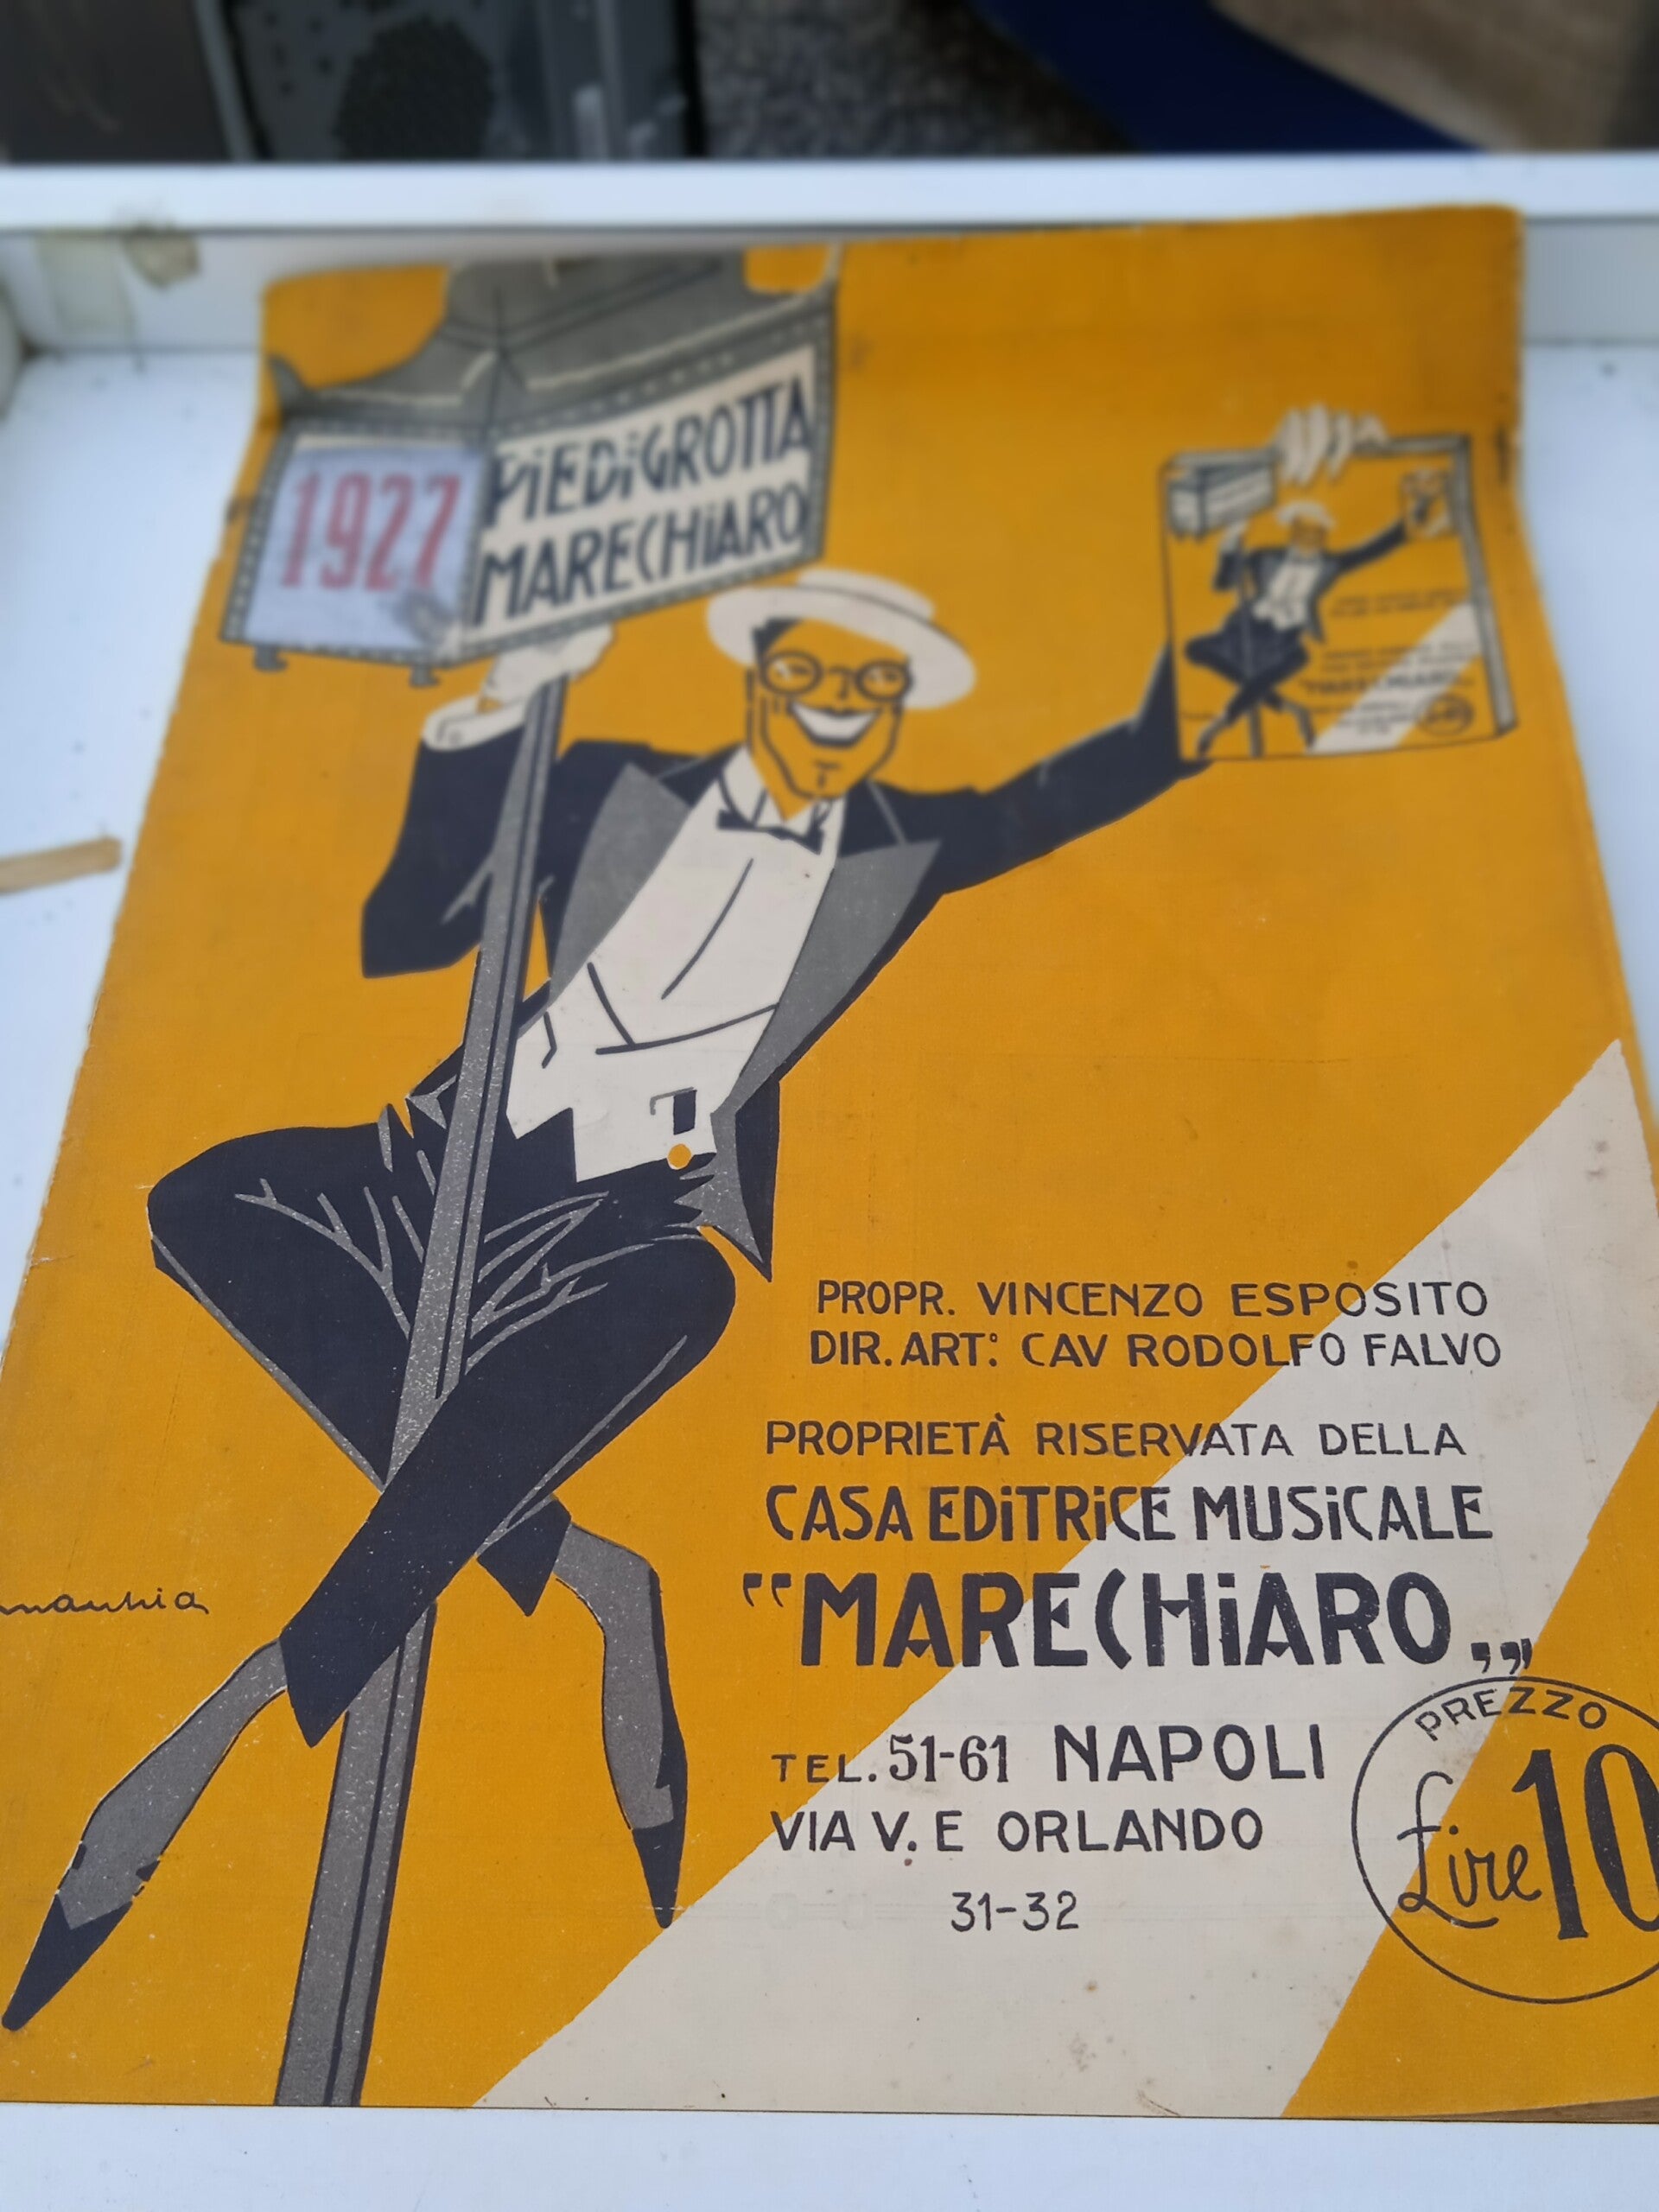 1927
PiEDiGROTTA
MARECHiARO
PROPR. VINCENZO ESPOSITO
DIR. ART: CAV RODOLFO FALVO
PROPRIETÀ RISERVATA DELLA
CASA EDiTRiCE MUSiCALE
"MARECHiARO„
TEL. 51-61 NAPOLI
VIA V. E ORLANDO
31-32
PREZZO
Lire 10